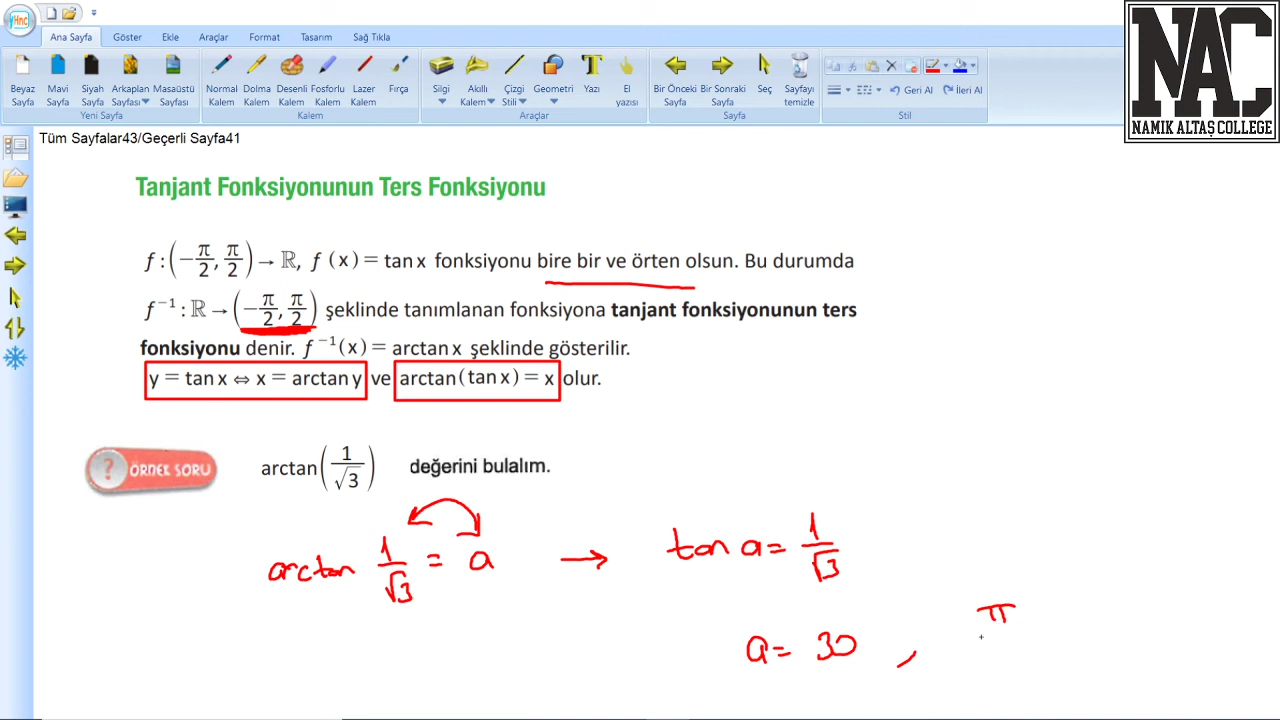 Ana Sayfa Göster Ekle Araçlar Format Tasarım Sağ Tıkla
Beyaz Sayfa Mavi Sayfa Siyah Sayfa Arkaplan Sayfası Masaüstü Sayfası Normal Kalem Dolma Kalem Desenli Kalem Fosforlu Kalem Lazer Kalem Fırça Silgi Akıllı Kalem Çizgi Stili Geometri Yazı El yazısı Bir Önceki Sayfa Bir Sonraki Sayfa Seç Sayfayı temizle Geri Al İleri Al
Yeni Sayfa Kalem Araçlar Sayfa Stil
NAC
NAMIK ALTAŞ COLLEGE
Tüm Sayfalar43/Geçerli Sayfa41
Tanjant Fonksiyonunun Ters Fonksiyonu
f : (−π/2, π/2) → ℝ, f (x) = tan x fonksiyonu bire bir ve örten olsun. Bu durumda
f⁻¹ : ℝ → (−π/2, π/2) şeklinde tanımlanan fonksiyona tanjant fonksiyonunun ters
fonksiyonu denir. f⁻¹(x) = arctan x şeklinde gösterilir.
y = tan x ⇔ x = arctan y ve arctan(tan x) = x olur.
? ÖRNEK SORU arctan(1/√3) değerini bulalım.
arctan 1/√3 = a → tan a = 1/√3
a = 30 , π